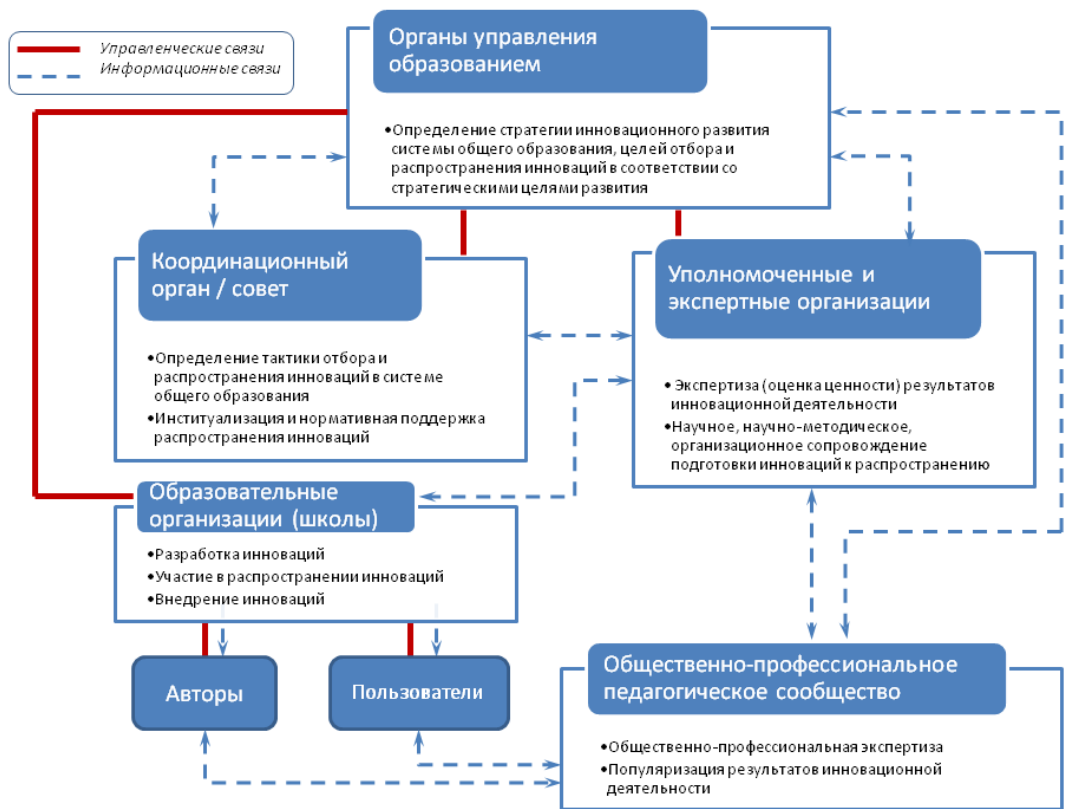 Управленческие связи
Информационные связи
Органы управления
образованием
•Определение стратегии инновационного развития
системы общего образования, целей отбора и
распространения инноваций в соответствии со
стратегическими целями развития
Координационный
орган / совет
•Определение тактики отбора и
распространения инноваций в системе
общего образования
•Институализация и нормативная поддержка
распространения инноваций
Уполномоченные и
экспертные организации
• Экспертиза (оценка ценности) результатов
инновационной деятельности
•Научное, научно-методическое,
организационное сопровождение
подготовки инноваций к распространению
Образовательные
организации (школы)
•Разработка инноваций
•Участие в распространении инноваций
•Внедрение инноваций
Авторы
Пользователи
Общественно-профессиональное
педагогическое сообщество
•Общественно-профессиональная экспертиза
•Популяризация результатов инновационной
деятельности